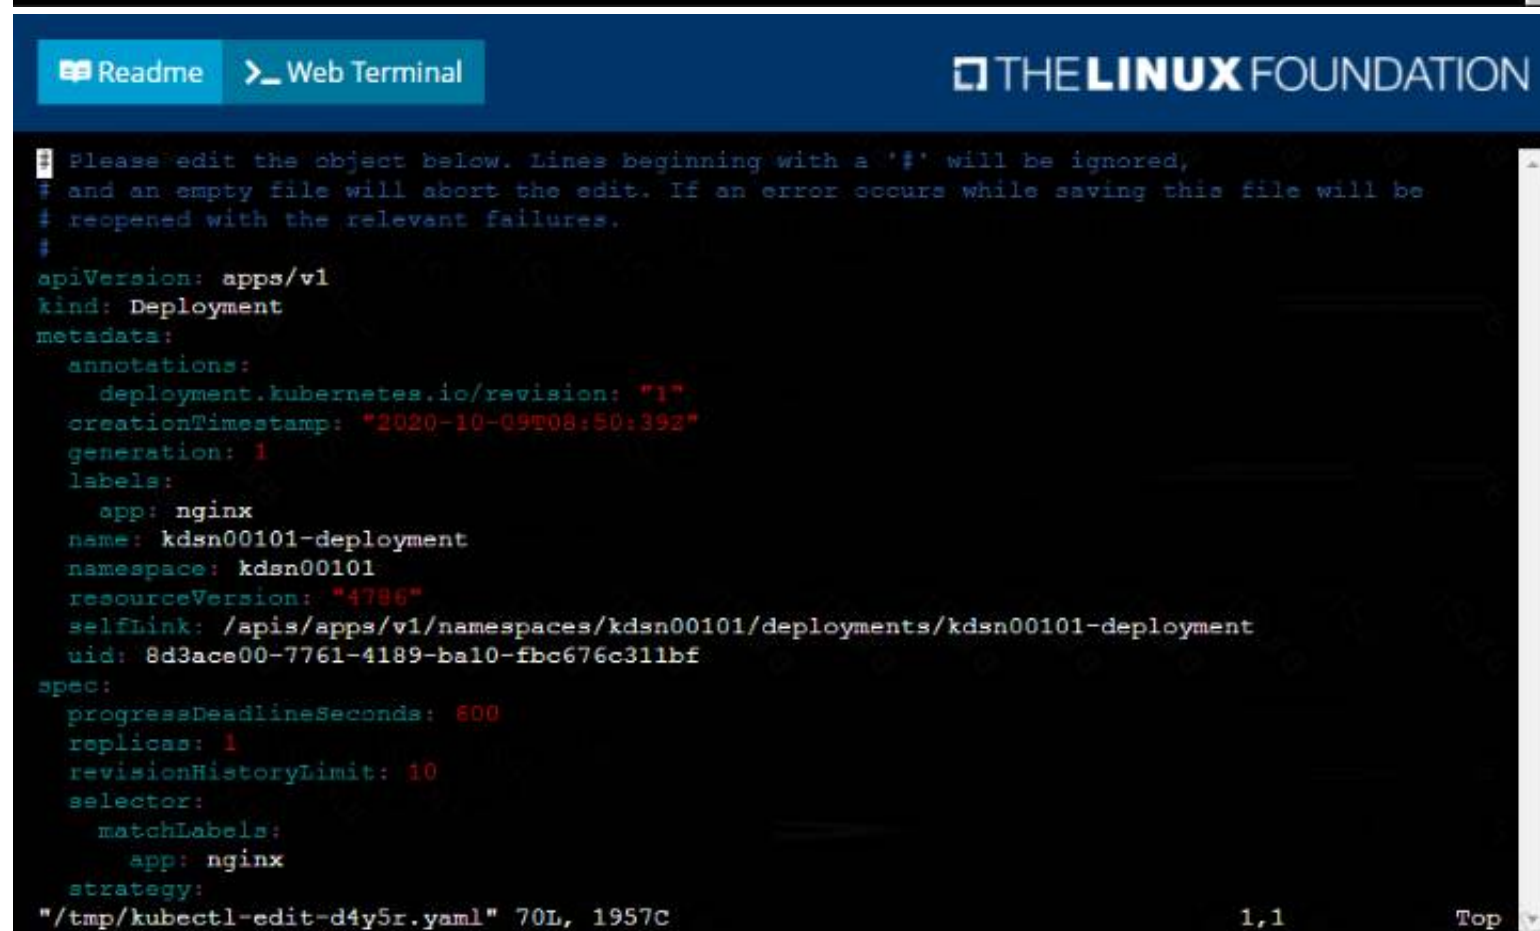 Readme
>_ Web Terminal
THE LINUX FOUNDATION
# Please edit the object below. Lines beginning with a '#' will be ignored,
# and an empty file will abort the edit. If an error occurs while saving this file will be
# reopened with the relevant failures.
#
apiVersion: apps/v1
kind: Deployment
metadata:
  annotations:
    deployment.kubernetes.io/revision: "1"
  creationTimestamp: "2020-10-09T08:50:39Z"
  generation: 1
  labels:
    app: nginx
  name: kdsn00101-deployment
  namespace: kdsn00101
  resourceVersion: "4786"
  selfLink: /apis/apps/v1/namespaces/kdsn00101/deployments/kdsn00101-deployment
  uid: 8d3ace00-7761-4189-ba10-fbc676c311bf
spec:
  progressDeadlineSeconds: 600
  replicas: 1
  revisionHistoryLimit: 10
  selector:
    matchLabels:
      app: nginx
  strategy:
"/tmp/kubectl-edit-d4y5r.yaml" 70L, 1957C 1,1 Top